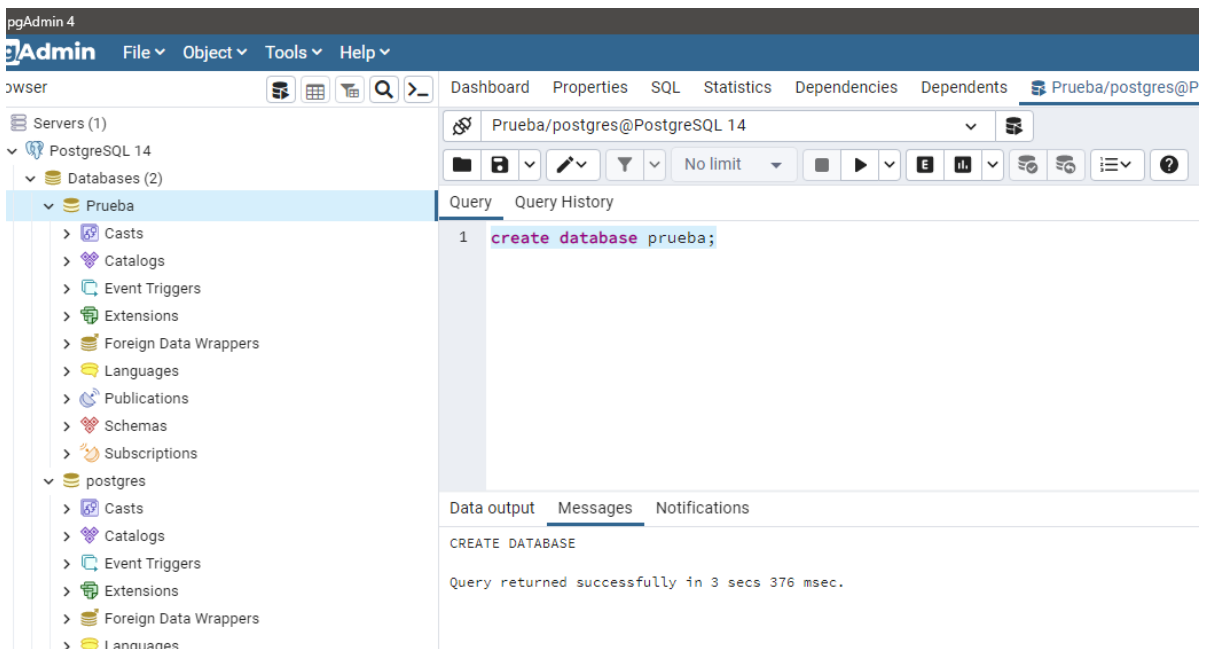 pgAdmin 4
gAdmin File Object Tools Help
owser
Dashboard Properties SQL Statistics Dependencies Dependents Prueba/postgres@P
Servers (1)
PostgreSQL 14
Databases (2)
Prueba
Casts
Catalogs
Event Triggers
Extensions
Foreign Data Wrappers
Languages
Publications
Schemas
Subscriptions
postgres
Casts
Catalogs
Event Triggers
Extensions
Foreign Data Wrappers
Languages
Prueba/postgres@PostgreSQL 14
No limit E
Query Query History
1 create database prueba;
Data output Messages Notifications
CREATE DATABASE
Query returned successfully in 3 secs 376 msec.